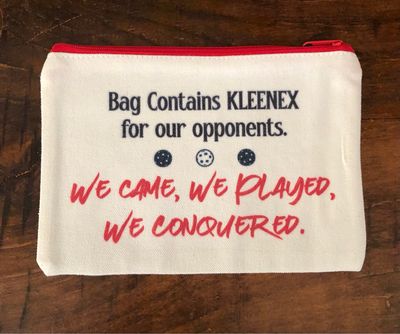 Bag Contains KLEENEX
for our opponents.
WE CAME, WE PLAYED,
WE CONQUERED.